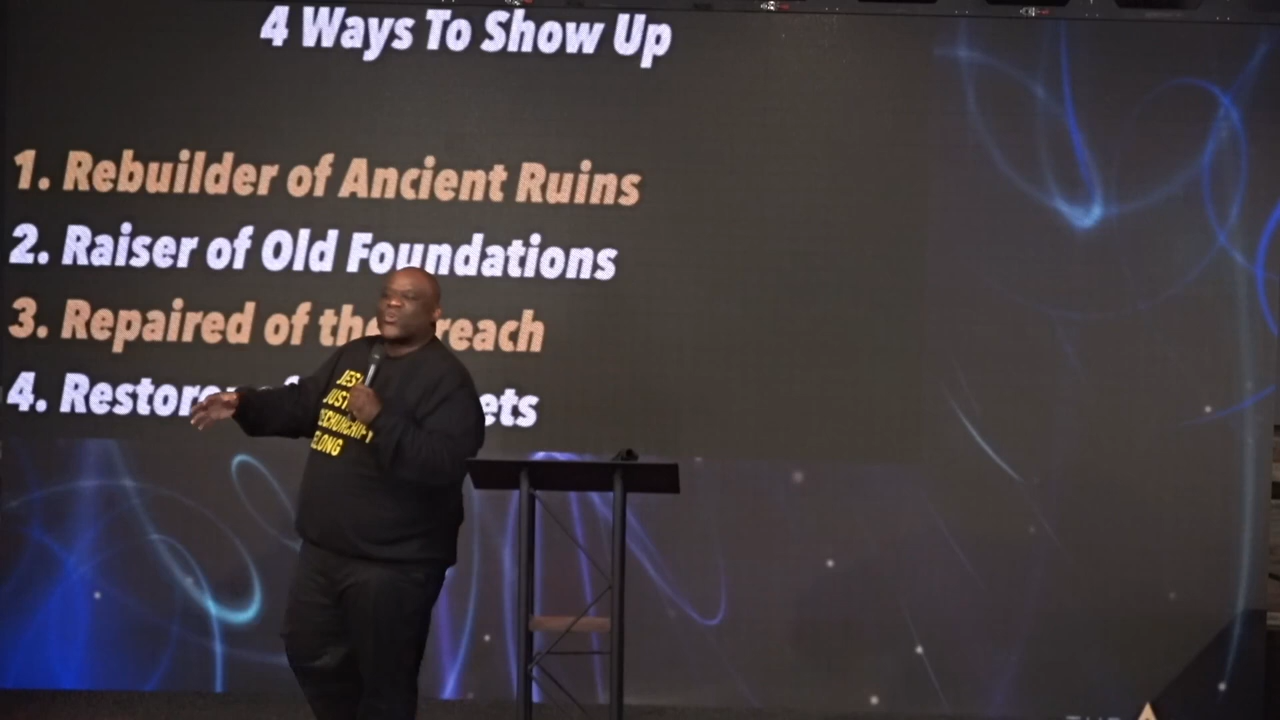 4 Ways To Show Up
1. Rebuilder of Ancient Ruins
2. Raiser of Old Foundations
3. Repaired of the
4.
JUST